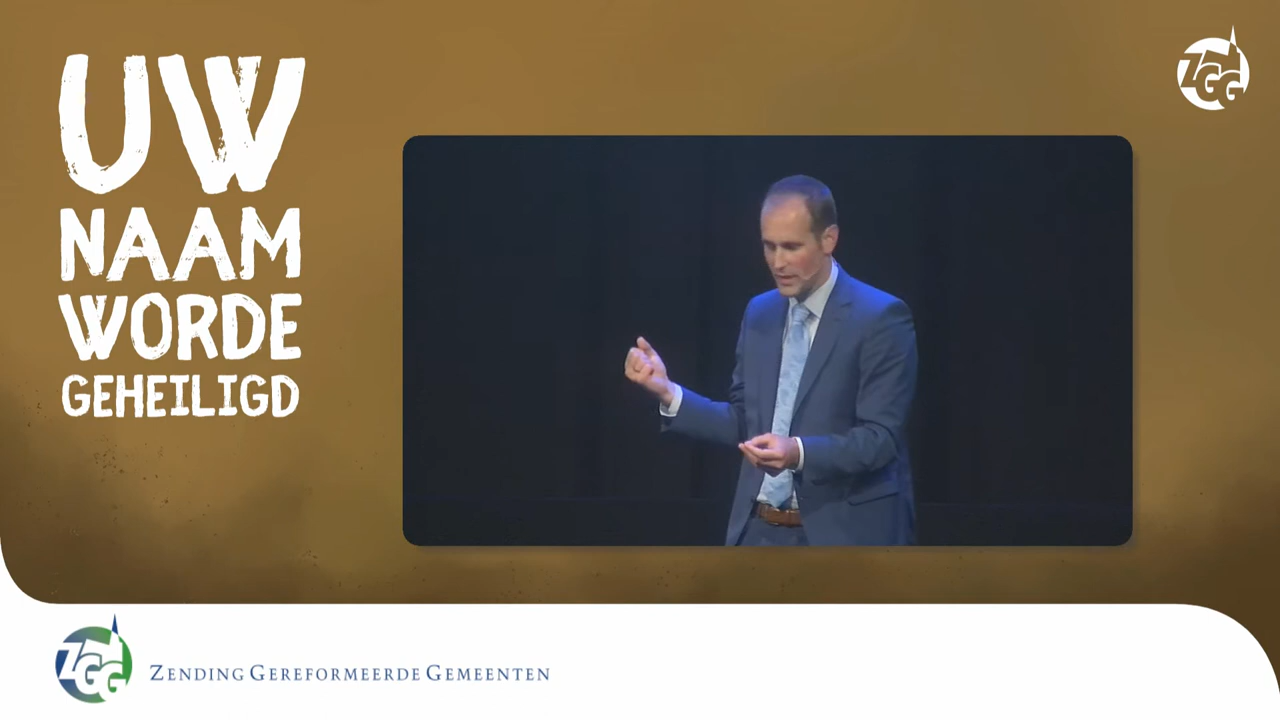 UW
NAAM
WORDE
GEHEILIGD
ZGG
ZGG
ZENDING GEREFORMEERDE GEMEENTEN